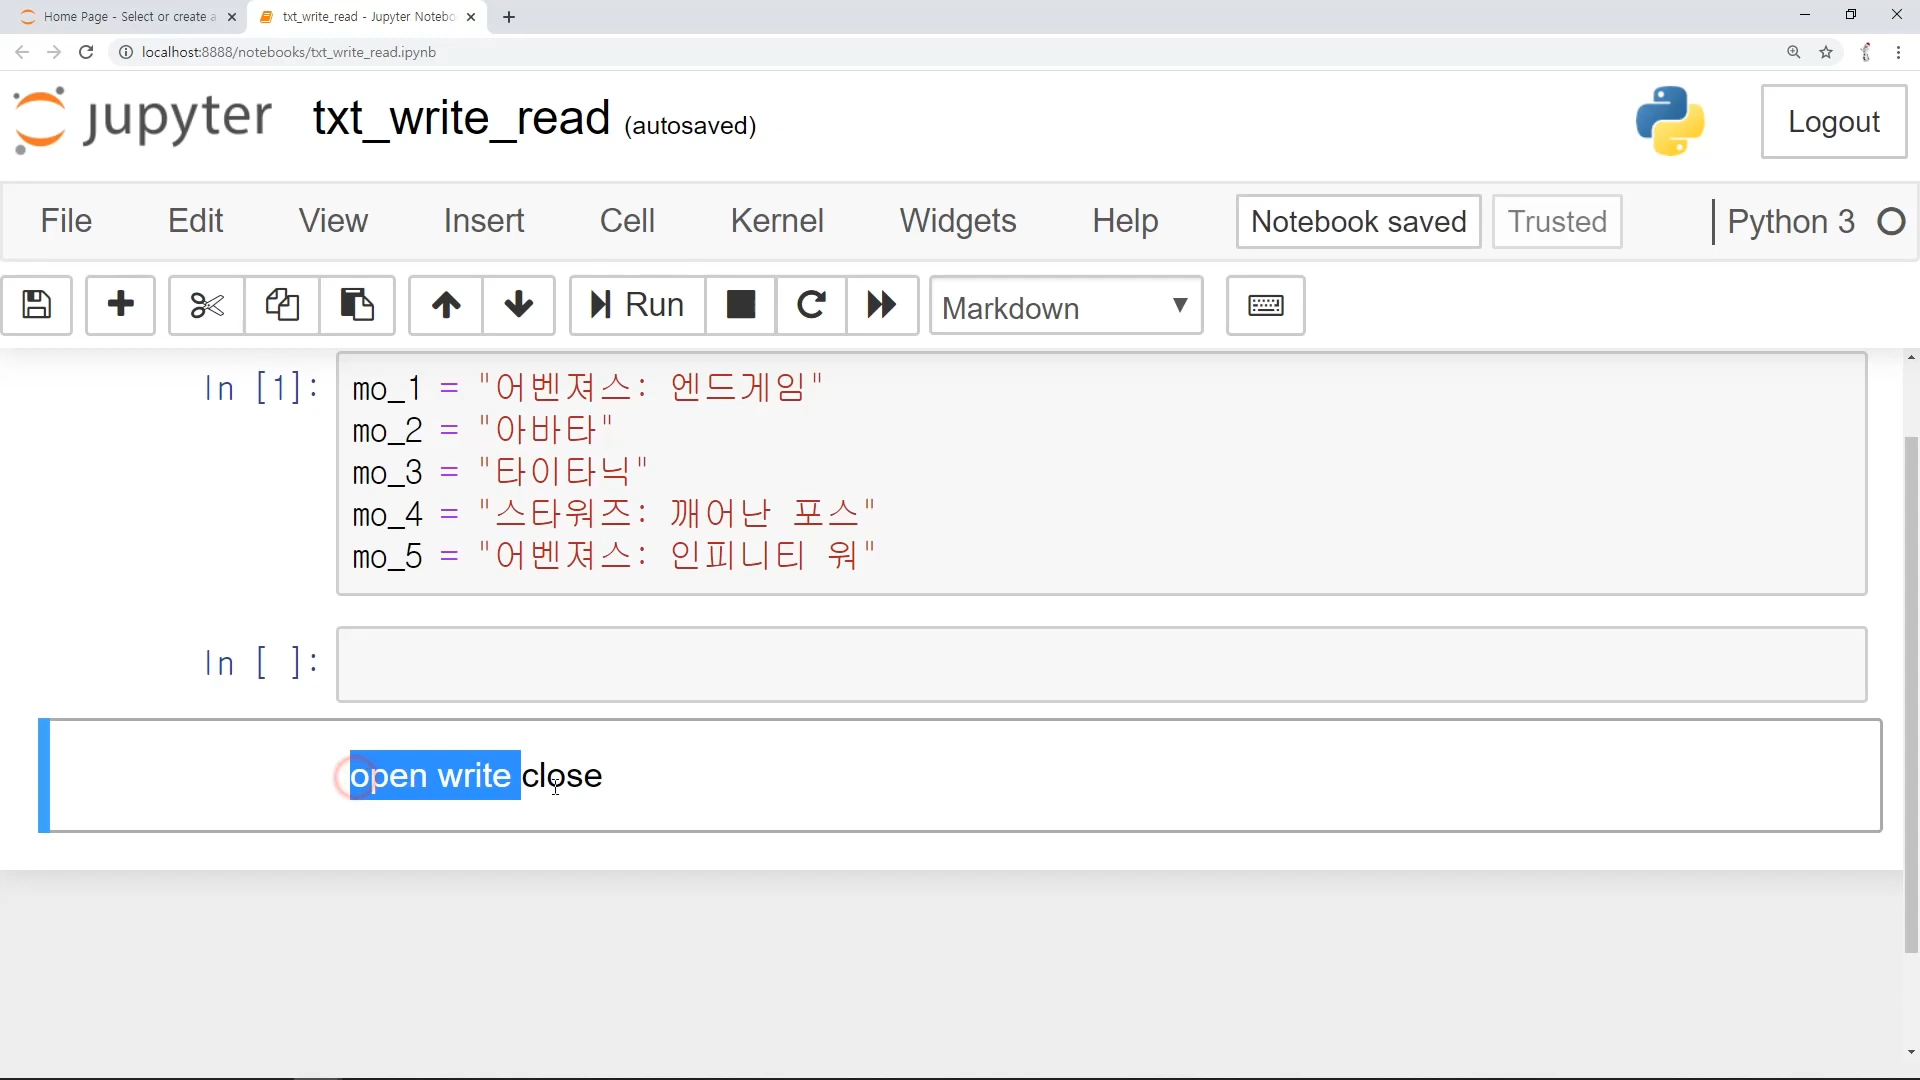 Home Page - Select or create a
txt_write_read - Jupyter Notebo
localhost:8888/notebooks/txt_write_read.ipynb
jupyter txt_write_read (autosaved)
Logout
File Edit View Insert Cell Kernel Widgets Help Notebook saved Trusted Python 3
Run Markdown
In [1]: mo_1 = "어벤져스: 엔드게임"
mo_2 = "아바타"
mo_3 = "타이타닉"
mo_4 = "스타워즈: 깨어난 포스"
mo_5 = "어벤져스: 인피니티 워"
In [ ]:
open write close